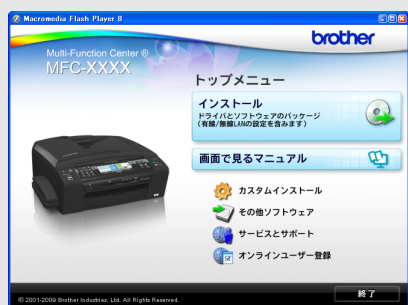 Macromedia Flash Player 8
brother
Multi-Function Center ®
MFC-XXXX
トップメニュー
インストール
ドライバとソフトウェアのパッケージ
(有線/無線LANの設定を含みます)
画面で見るマニュアル
カスタムインストール
その他ソフトウェア
サービスとサポート
オンラインユーザー登録
© 2001-2009 Brother Industries, Ltd. All Rights Reserved.
終了